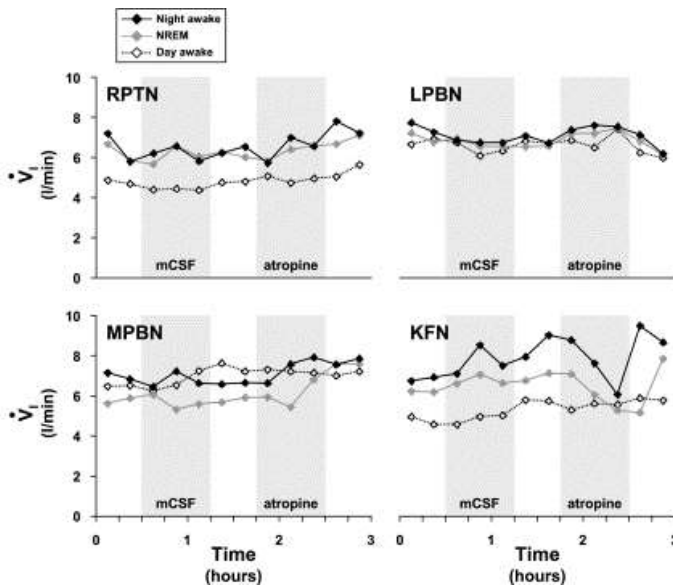 Night awake
NREM
Day awake
10
8
6
4
2
0
V̇I
(l/min)
RPTN
mCSF
atropine
LPBN
mCSF
atropine
10
8
6
4
2
0
V̇I
(l/min)
MPBN
mCSF
atropine
KFN
mCSF
atropine
0 1 2 3
Time
(hours)
0 1 2 3
Time
(hours)